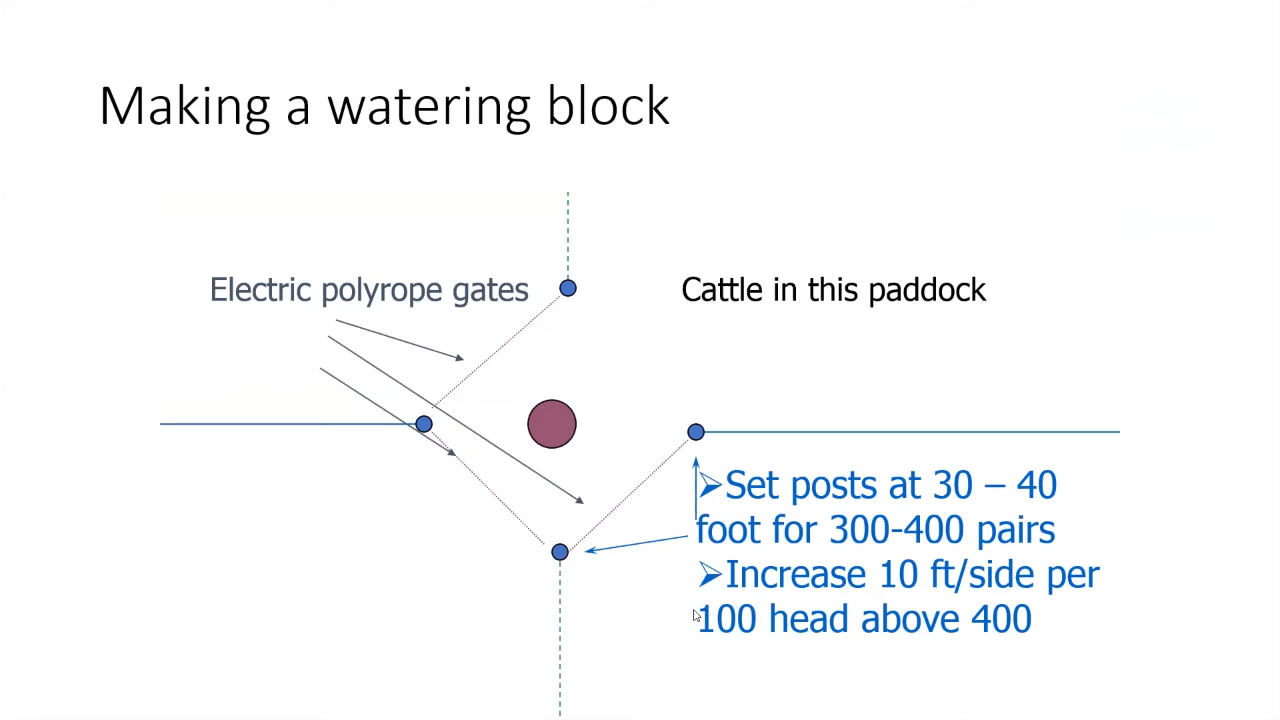 Making a watering block
Electric polyrope gates
Cattle in this paddock
➢Set posts at 30 – 40
foot for 300-400 pairs
➢Increase 10 ft/side per
100 head above 400